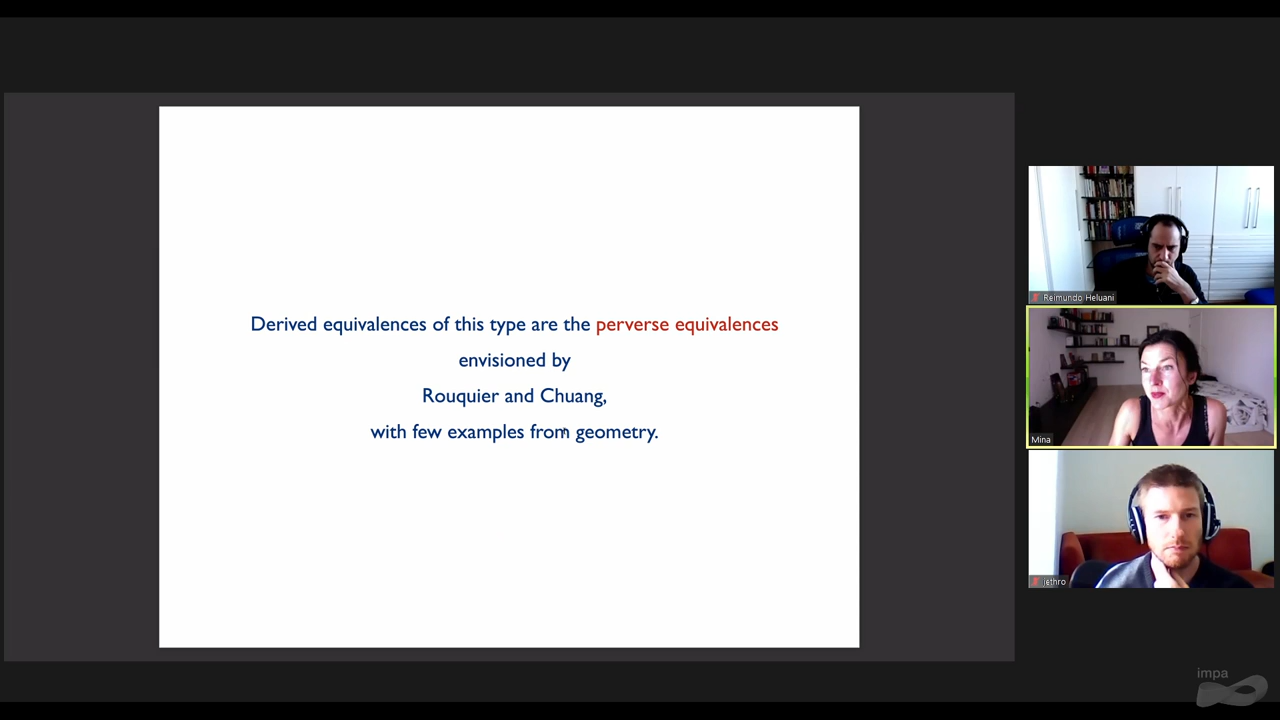 Derived equivalences of this type are the perverse equivalences
envisioned by
Rouquier and Chuang,
with few examples from geometry.
Reimundo Heluani
Mina
jethro
impa